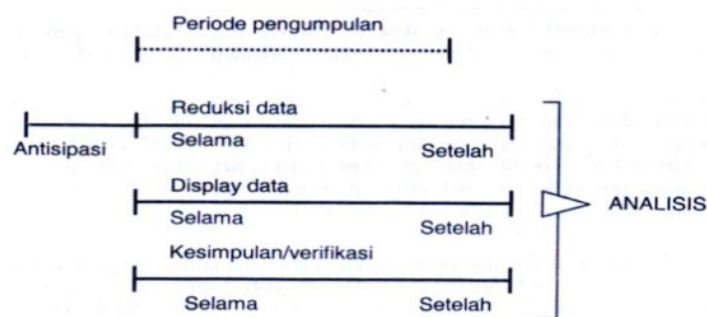 Periode pengumpulan
Reduksi data
Antisipasi
Selama
Setelah
Display data
Selama
Setelah
ANALISIS
Kesimpulan/verifikasi
Selama
Setelah